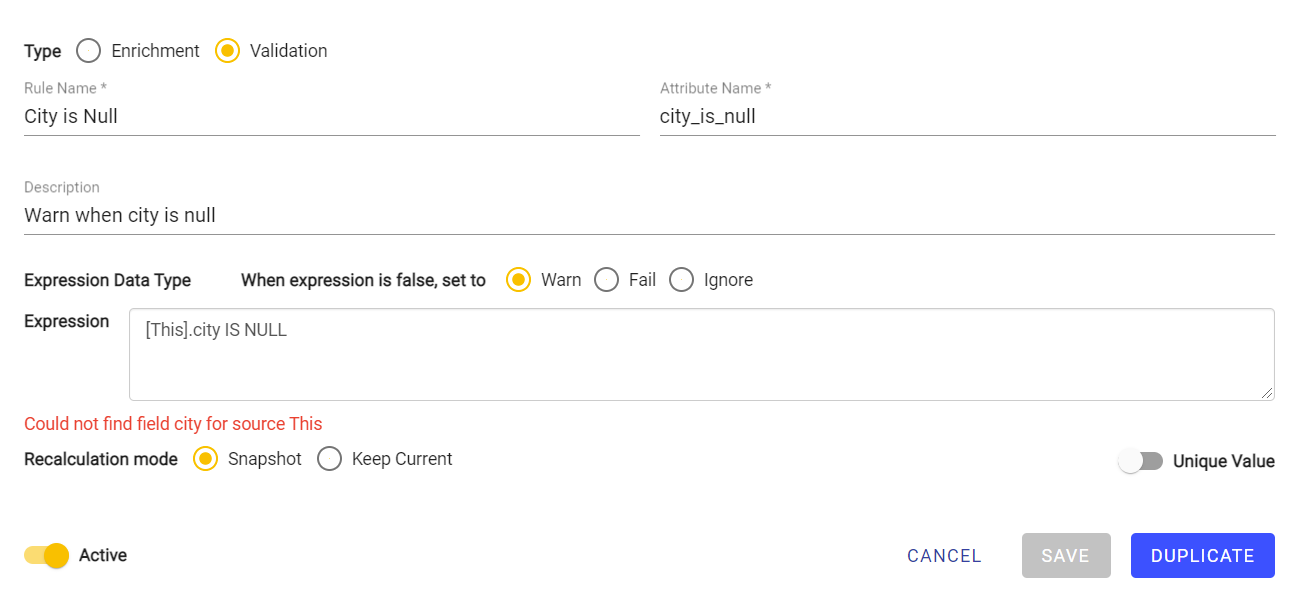 Type Enrichment Validation
Rule Name * Attribute Name *
City is Null city_is_null
Description
Warn when city is null
Expression Data Type When expression is false, set to Warn Fail Ignore
Expression [This].city IS NULL
Could not find field city for source This
Recalculation mode Snapshot Keep Current Unique Value
Active CANCEL SAVE DUPLICATE